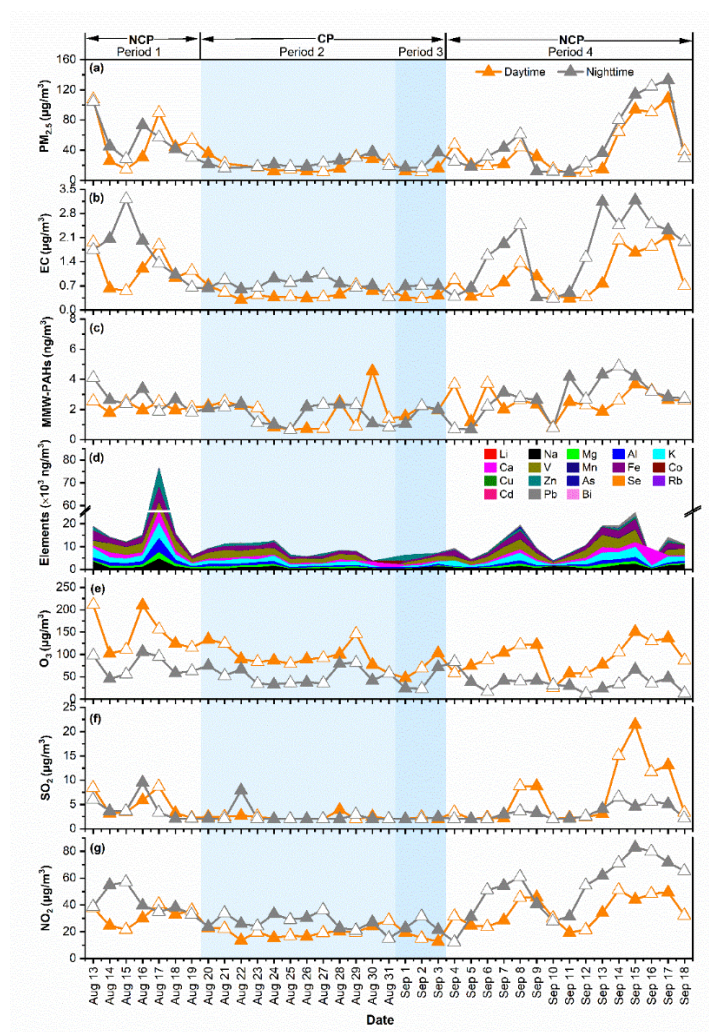 NCP CP NCP
Period 1 Period 2 Period 3 Period 4
(a)
Daytime Nighttime
PM2.5 (μg/m³)
160
120
80
40
0
(b)
EC (μg/m³)
3.5
2.8
2.1
1.4
0.7
0.0
(c)
MMW-PAHs (ng/m³)
8
6
4
2
0
(d)
Li Na Mg Al K
Ca V Mn Fe Co
Cu Zn As Se Rb
Cd Pb Bi
Elements (×10³ ng/m³)
80
70
60
20
10
0
(e)
O3 (μg/m³)
250
200
150
100
50
0
(f)
SO2 (μg/m³)
25
20
15
10
5
0
(g)
NO2 (μg/m³)
80
60
40
20
0
Aug 13
Aug 14
Aug 15
Aug 16
Aug 17
Aug 18
Aug 19
Aug 20
Aug 21
Aug 22
Aug 23
Aug 24
Aug 25
Aug 26
Aug 27
Aug 28
Aug 29
Aug 30
Aug 31
Sep 1
Sep 2
Sep 3
Sep 4
Sep 5
Sep 6
Sep 7
Sep 8
Sep 9
Sep 10
Sep 11
Sep 12
Sep 13
Sep 14
Sep 15
Sep 16
Sep 17
Sep 18
Date